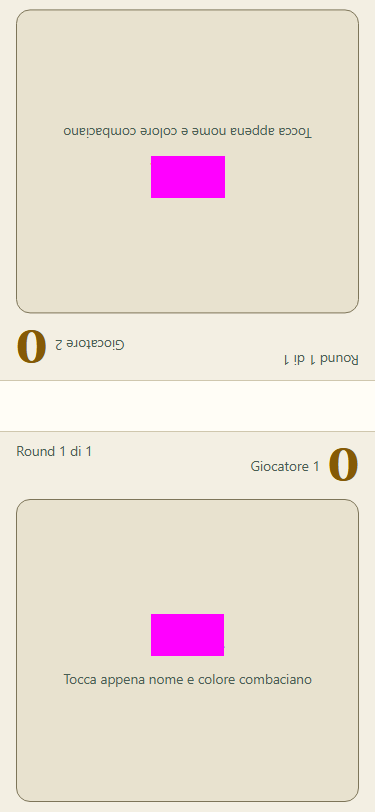 Tocca appena nome e colore combaciano
0 Giocatore 2
Round 1 di 1
Round 1 di 1
Giocatore 1 0
Tocca appena nome e colore combaciano